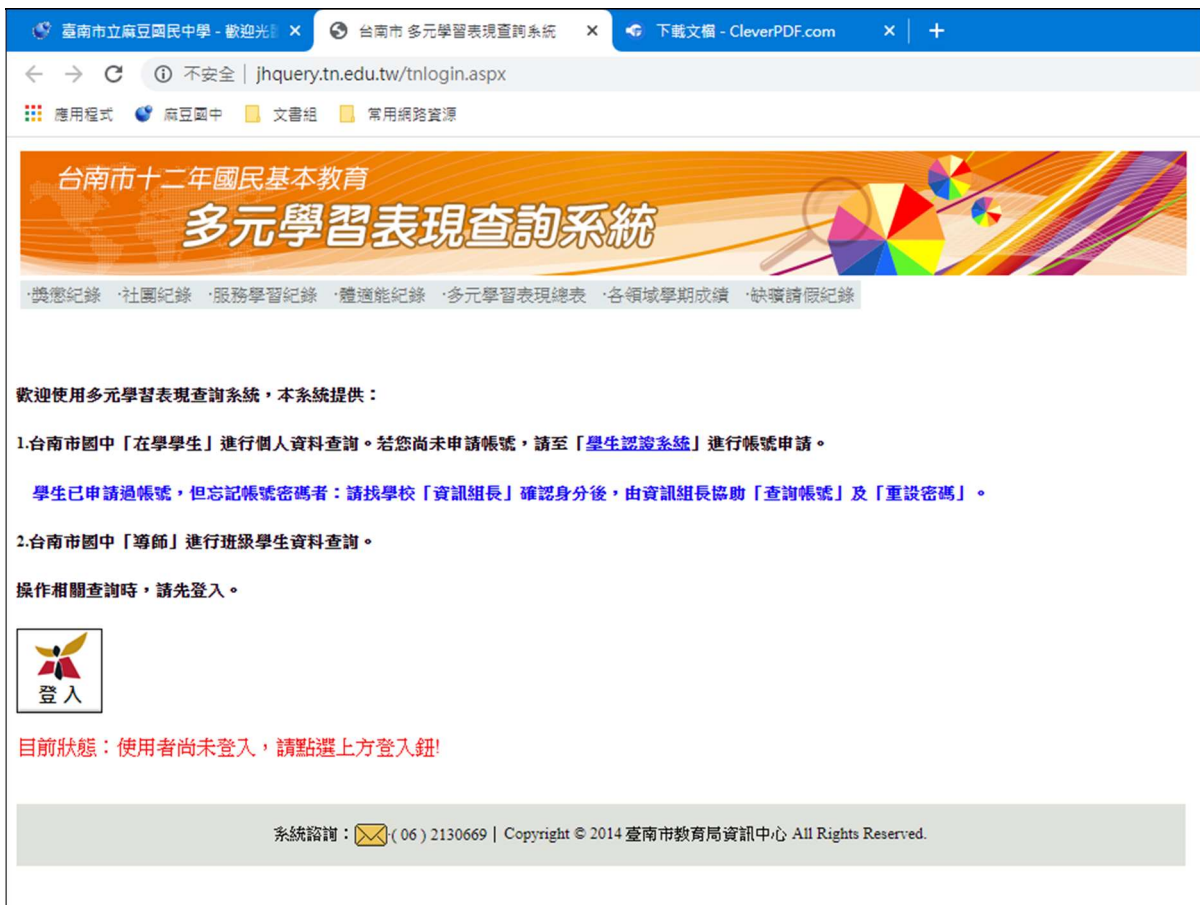 臺南市立麻豆國民中學 - 歡迎光
台南市 多元學習表現查詢系統
下載文檔 - CleverPDF.com
不安全 | jhquery.tn.edu.tw/tnlogin.aspx
應用程式 麻豆國中 文書組 常用網路資源
台南市十二年國民基本教育
多元學習表現查詢系統
·獎懲紀錄 ·社團紀錄 ·服務學習紀錄 ·體適能紀錄 ·多元學習表現總表 ·各領域學期成績 ·缺曠請假紀錄
歡迎使用多元學習表現查詢系統，本系統提供：
1.台南市國中「在學學生」進行個人資料查詢。若您尚未申請帳號，請至「學生認證系統」進行帳號申請。
學生已申請過帳號，但忘記帳號密碼者：請找學校「資訊組長」確認身分後，由資訊組長協助「查詢帳號」及「重設密碼」。
2.台南市國中「導師」進行班級學生資料查詢。
操作相關查詢時，請先登入。
登入
目前狀態：使用者尚未登入，請點選上方登入鈕!
系統諮詢：( 06 ) 2130669 | Copyright © 2014 臺南市教育局資訊中心 All Rights Reserved.